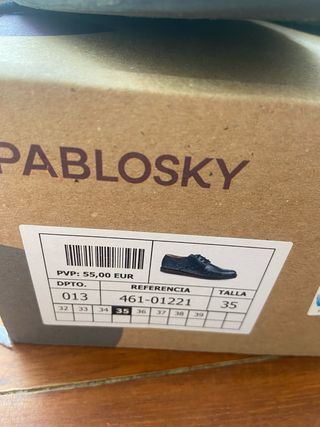 PABLOSKY
PVP: 55,00 EUR
DPTO. REFERENCIA TALLA
013 461-01221 35
32 33 34 35 36 37 38 39